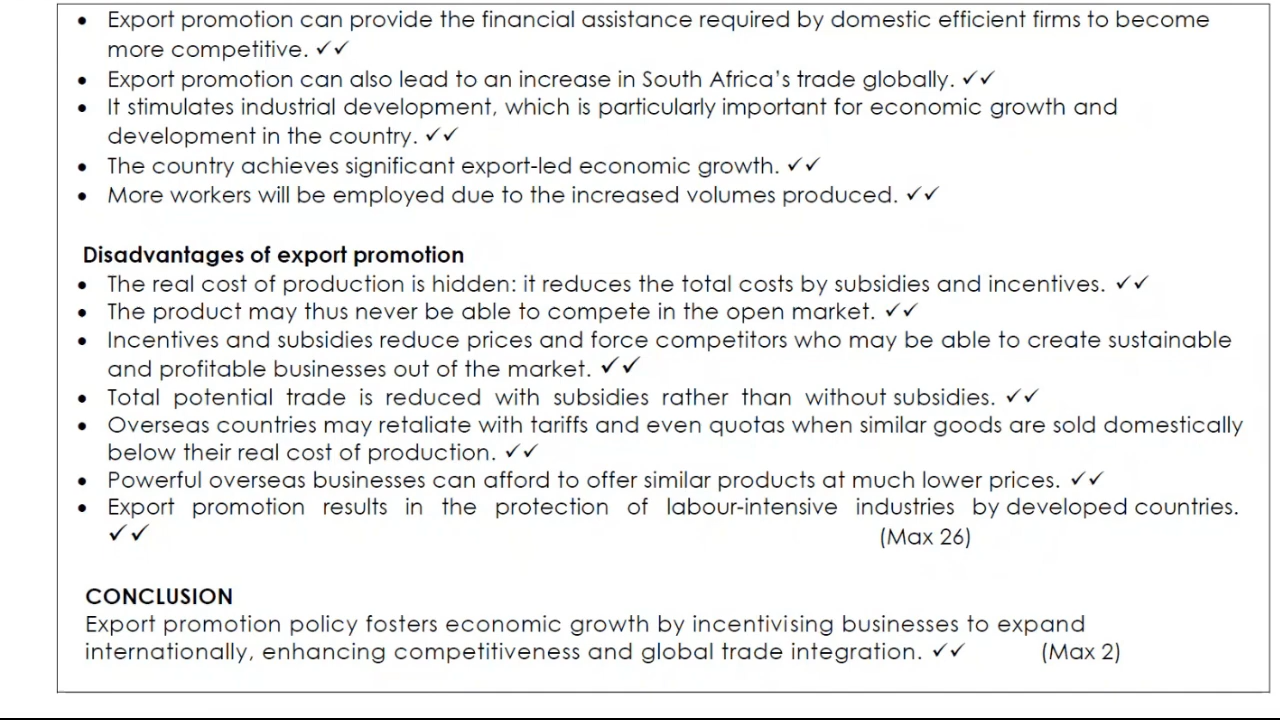 • Export promotion can provide the financial assistance required by domestic efficient firms to become
more competitive. ✓✓
• Export promotion can also lead to an increase in South Africa's trade globally. ✓✓
• It stimulates industrial development, which is particularly important for economic growth and
development in the country. ✓✓
• The country achieves significant export-led economic growth. ✓✓
• More workers will be employed due to the increased volumes produced. ✓✓
Disadvantages of export promotion
• The real cost of production is hidden: it reduces the total costs by subsidies and incentives. ✓✓
• The product may thus never be able to compete in the open market. ✓✓
• Incentives and subsidies reduce prices and force competitors who may be able to create sustainable
and profitable businesses out of the market. ✓✓
• Total potential trade is reduced with subsidies rather than without subsidies. ✓✓
• Overseas countries may retaliate with tariffs and even quotas when similar goods are sold domestically
below their real cost of production. ✓✓
• Powerful overseas businesses can afford to offer similar products at much lower prices. ✓✓
• Export promotion results in the protection of labour-intensive industries by developed countries.
✓✓ (Max 26)
CONCLUSION
Export promotion policy fosters economic growth by incentivising businesses to expand
internationally, enhancing competitiveness and global trade integration. ✓✓ (Max 2)